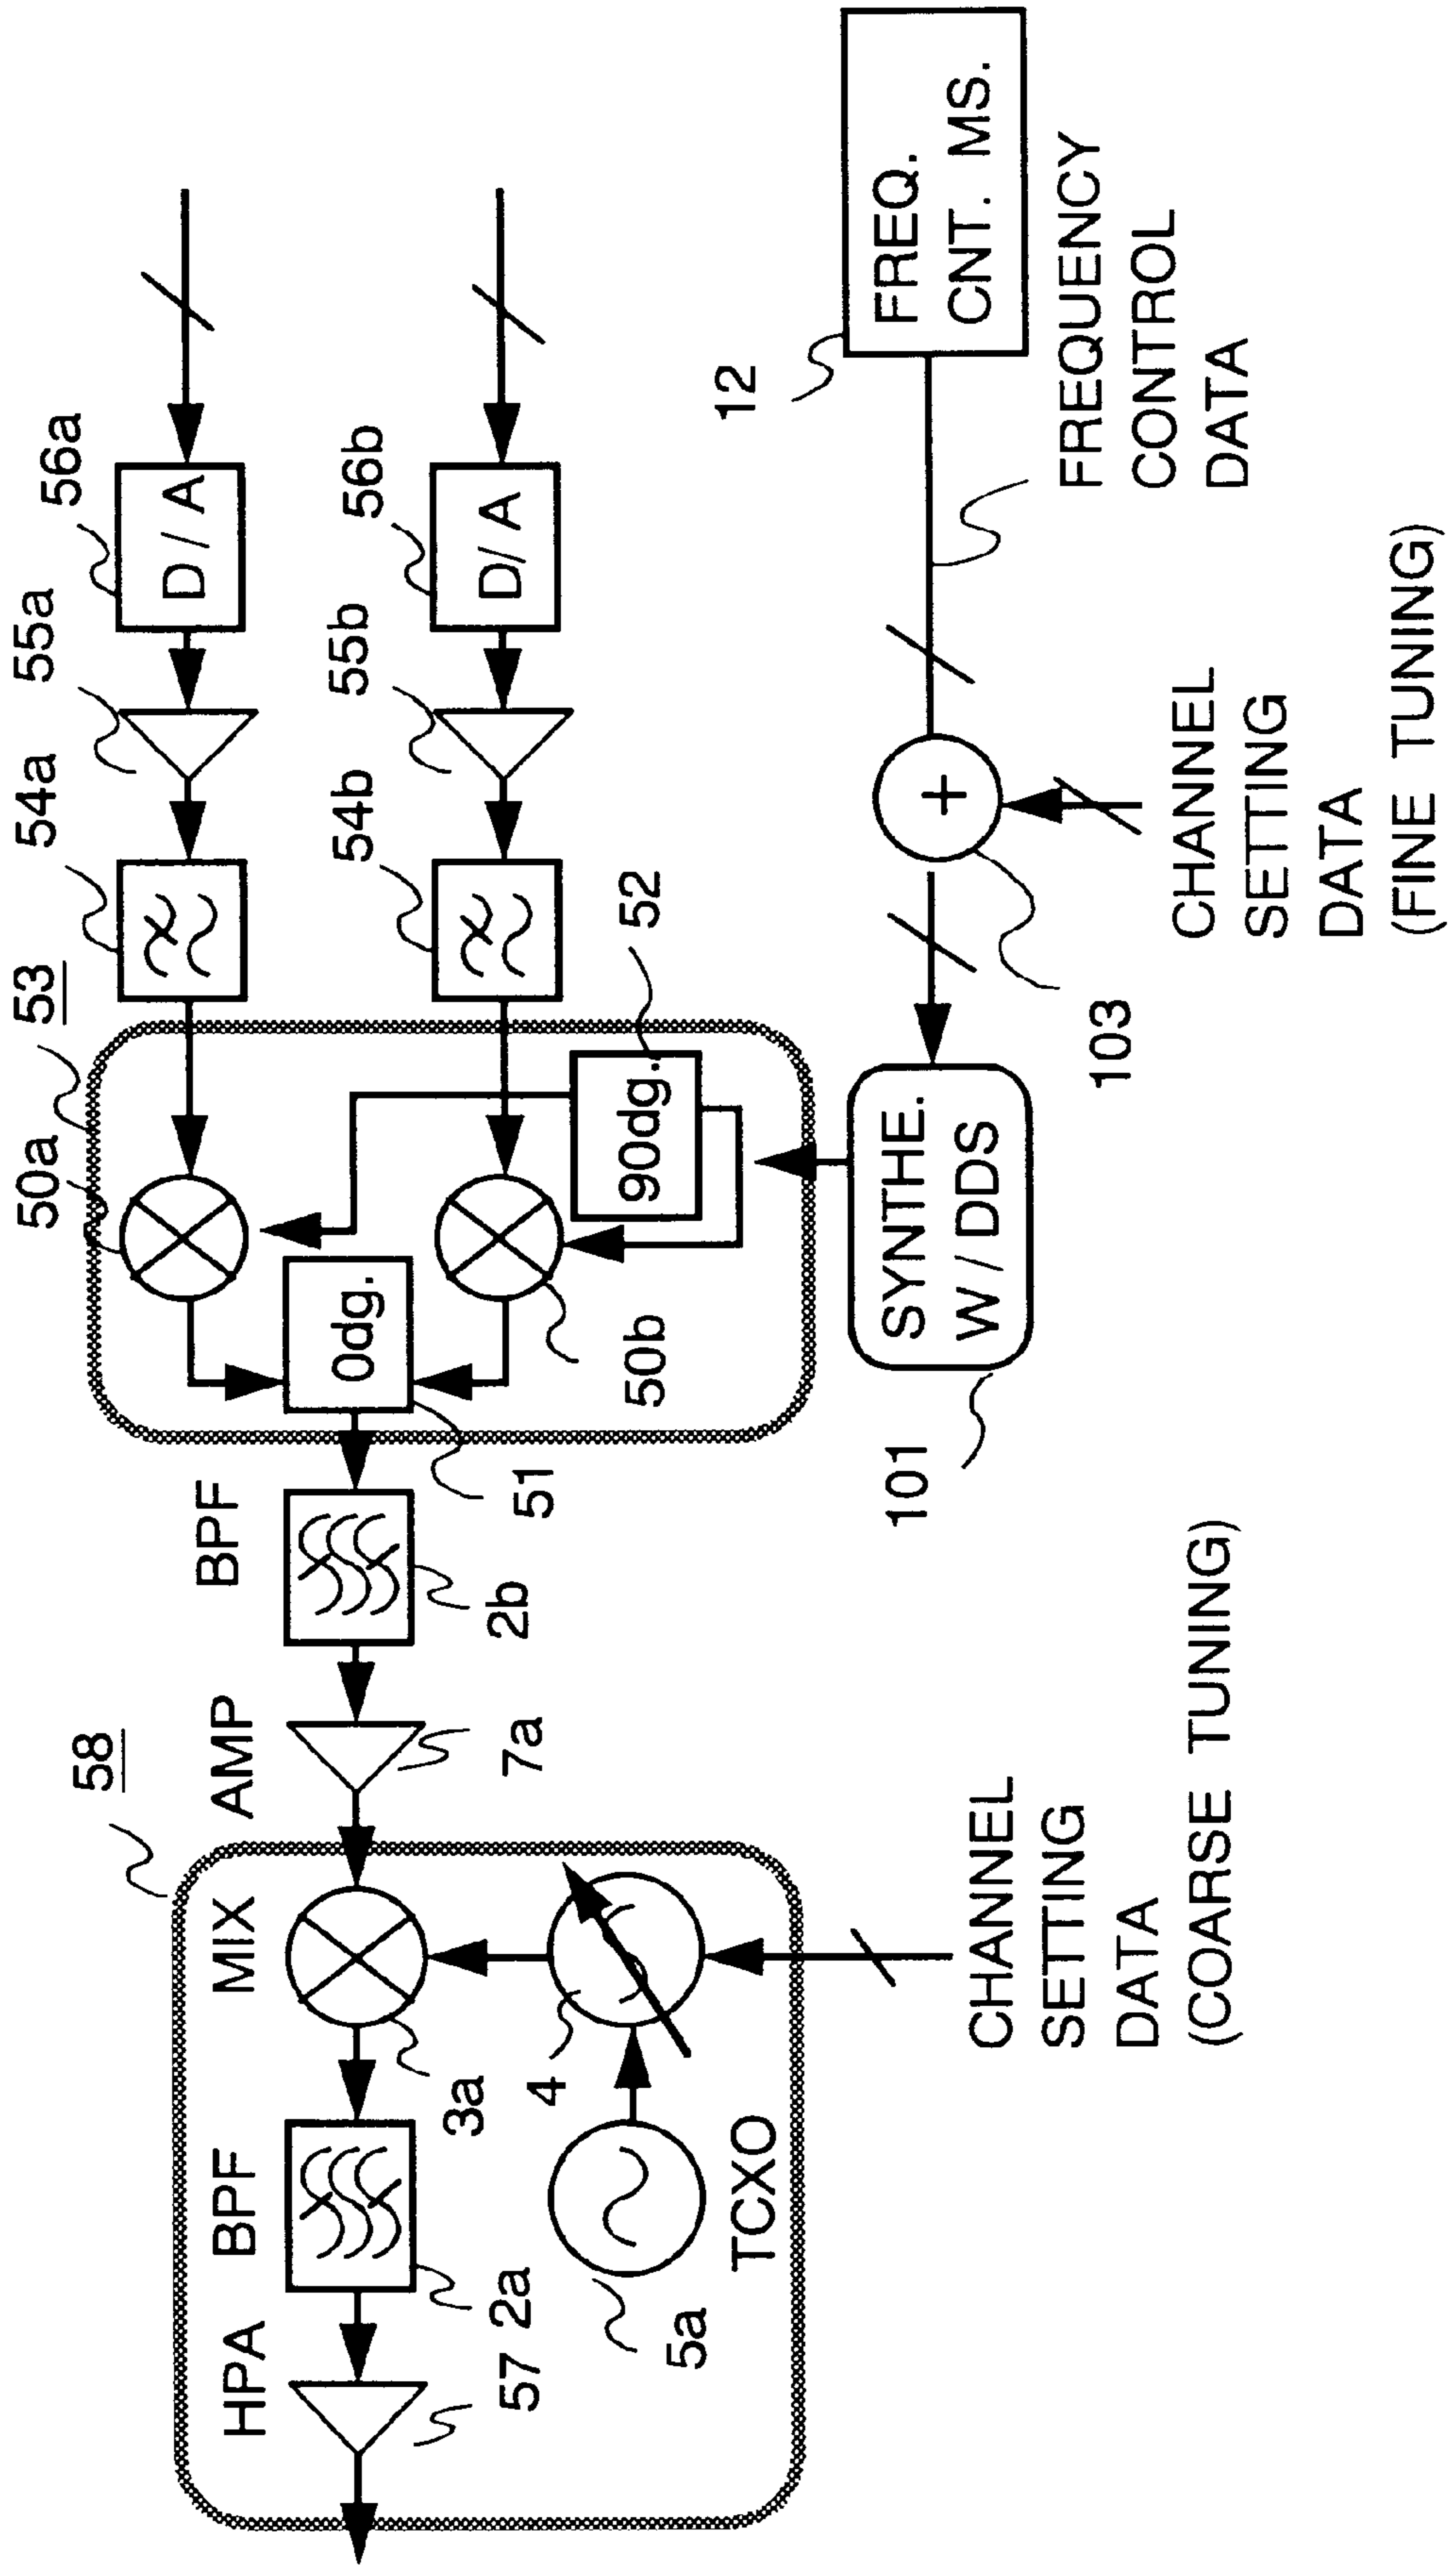 58
HPA
BPF
MIX
AMP
BPF
57
2a
3a
7a
2b
51
4
5a
TCXO
CHANNEL
SETTING
DATA
(COARSE TUNING)
53
50a
54a
55a
56a
D/A
0dg.
50b
54b
55b
56b
D/A
90dg.
52
101
SYNTHE.
W/DDS
103
+
12
FREQ.
CNT. MS.
FREQUENCY
CONTROL
DATA
CHANNEL
SETTING
DATA
(FINE TUNING)